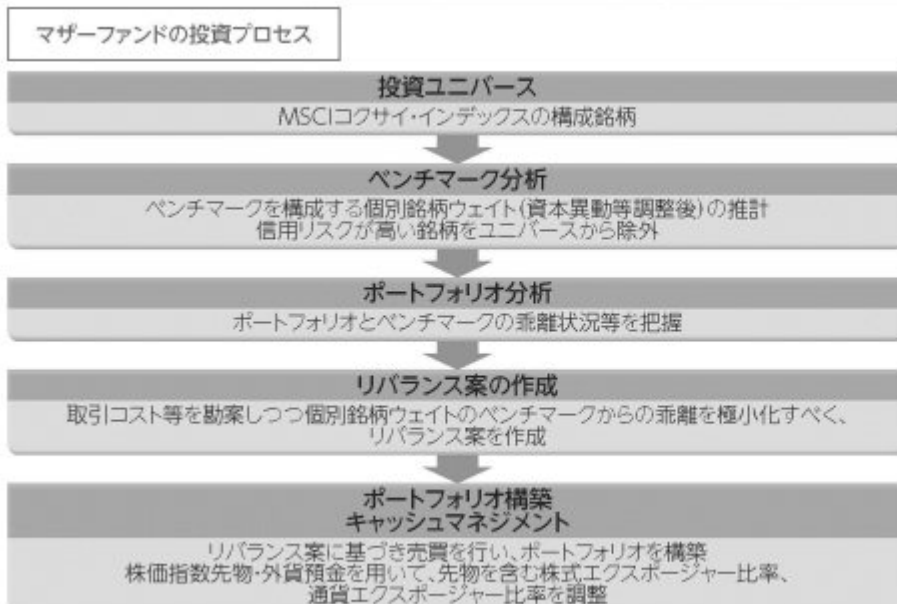 マザーファンドの投資プロセス
投資ユニバース
MSCIコクサイ・インデックスの構成銘柄
ベンチマーク分析
ベンチマークを構成する個別銘柄ウェイト(資本異動等調整後)の推計
信用リスクが高い銘柄をユニバースから除外
ポートフォリオ分析
ポートフォリオとベンチマークの乖離状況等を把握
リバランス案の作成
取引コスト等を勘案しつつ個別銘柄ウェイトのベンチマークからの乖離を極小化すべく、
リバランス案を作成
ポートフォリオ構築
キャッシュマネジメント
リバランス案に基づき売買を行い、ポートフォリオを構築
株価指数先物・外貨預金を用いて、先物を含む株式エクスポージャー比率、
通貨エクスポージャー比率を調整